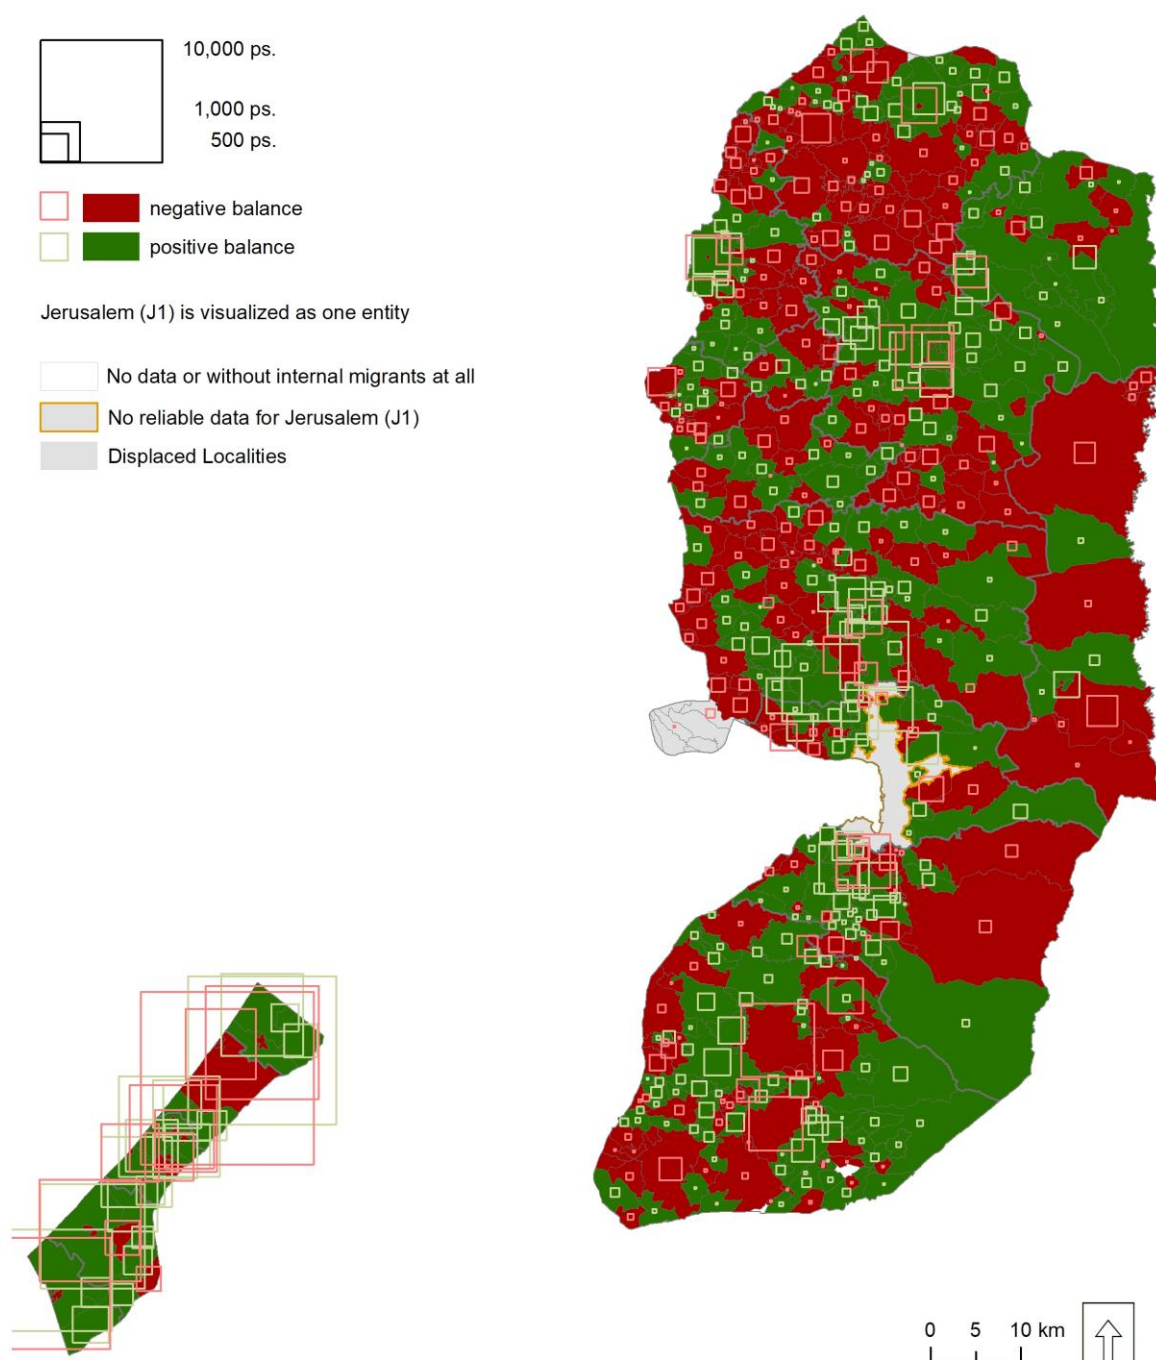 10,000 ps.
1,000 ps.
500 ps.
negative balance
positive balance
Jerusalem (J1) is visualized as one entity
No data or without internal migrants at all
No reliable data for Jerusalem (J1)
Displaced Localities
0 5 10 km